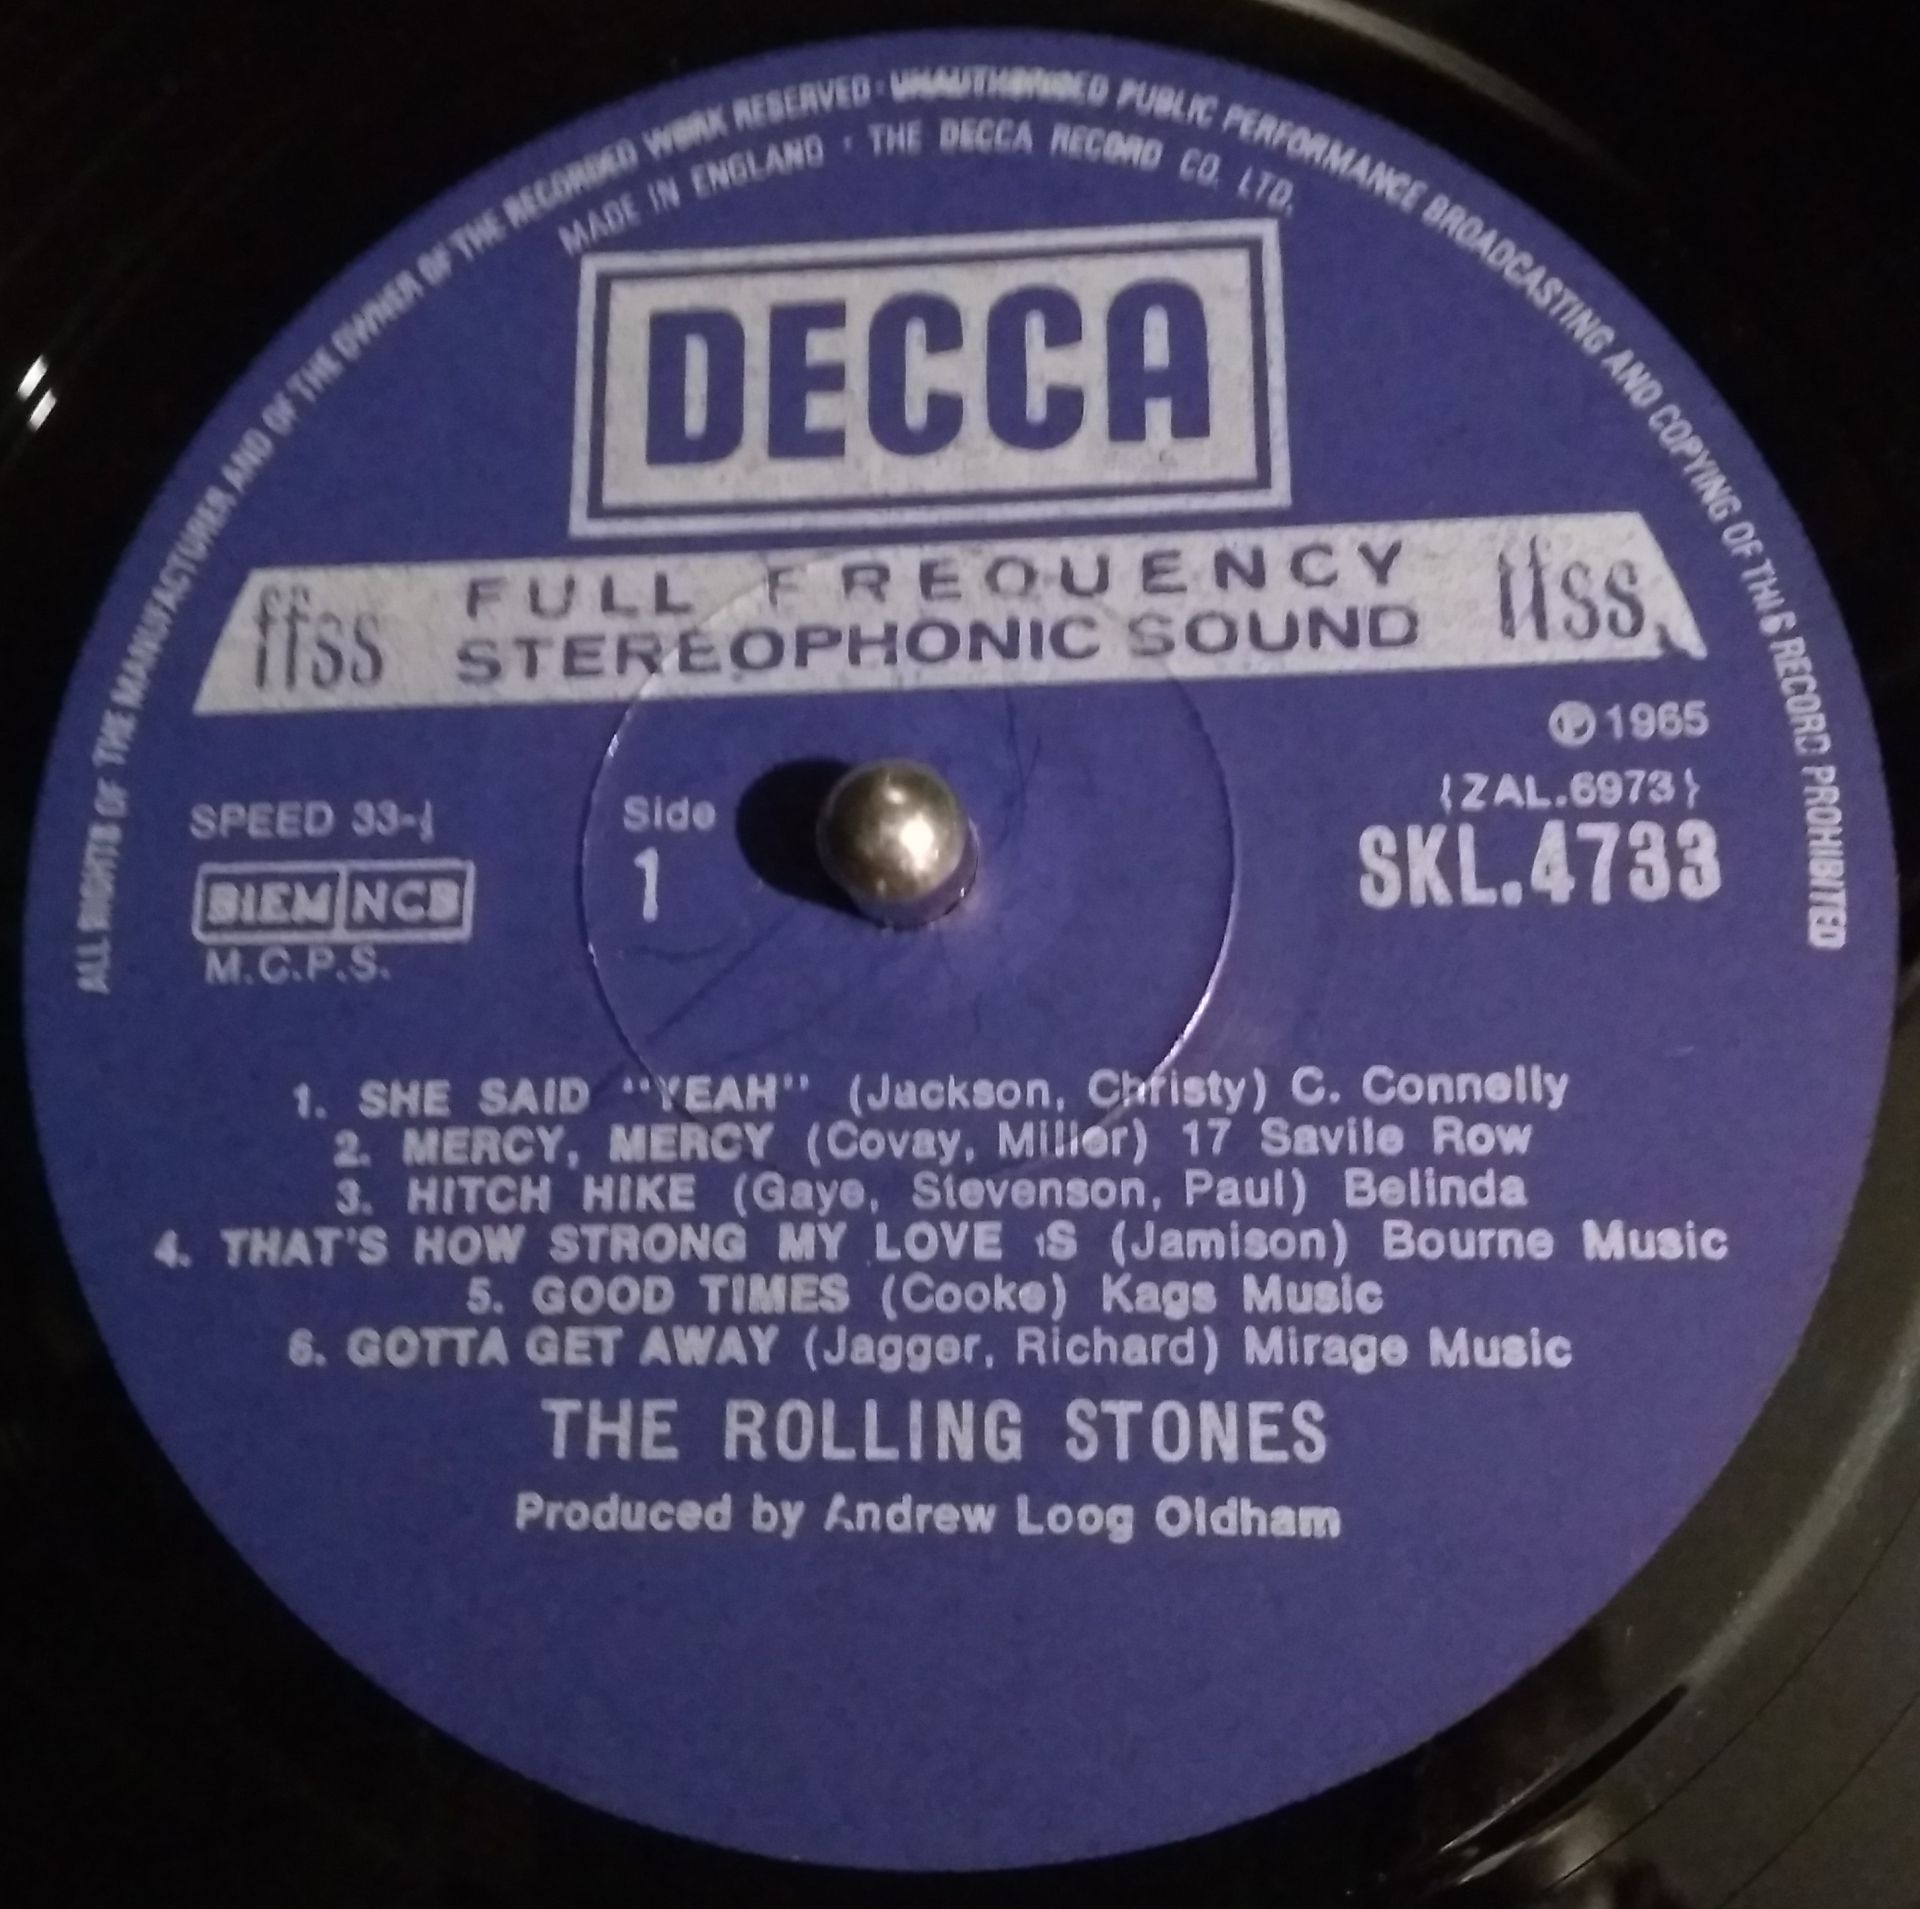 ALL RIGHTS OF THE MANUFACTURER AND OF THE OWNER OF THE RECORDED WORK RESERVED · UNAUTHORISED PUBLIC PERFORMANCE BROADCASTING AND COPYING OF THIS RECORD PROHIBITED
MADE IN ENGLAND · THE DECCA RECORD CO. LTD.
DECCA
ffss FULL FREQUENCY ffss
STEREOPHONIC SOUND
℗ 1965
{ZAL.6973}
SPEED 33-⅓ Side SKL.4733
BIEM NCB 1
M.C.P.S.
1. SHE SAID "YEAH" (Jackson, Christy) C. Connelly
2. MERCY, MERCY (Covay, Miller) 17 Savile Row
3. HITCH HIKE (Gaye, Stevenson, Paul) Belinda
4. THAT'S HOW STRONG MY LOVE IS (Jamison) Bourne Music
5. GOOD TIMES (Cooke) Kags Music
6. GOTTA GET AWAY (Jagger, Richard) Mirage Music
THE ROLLING STONES
Produced by Andrew Loog Oldham